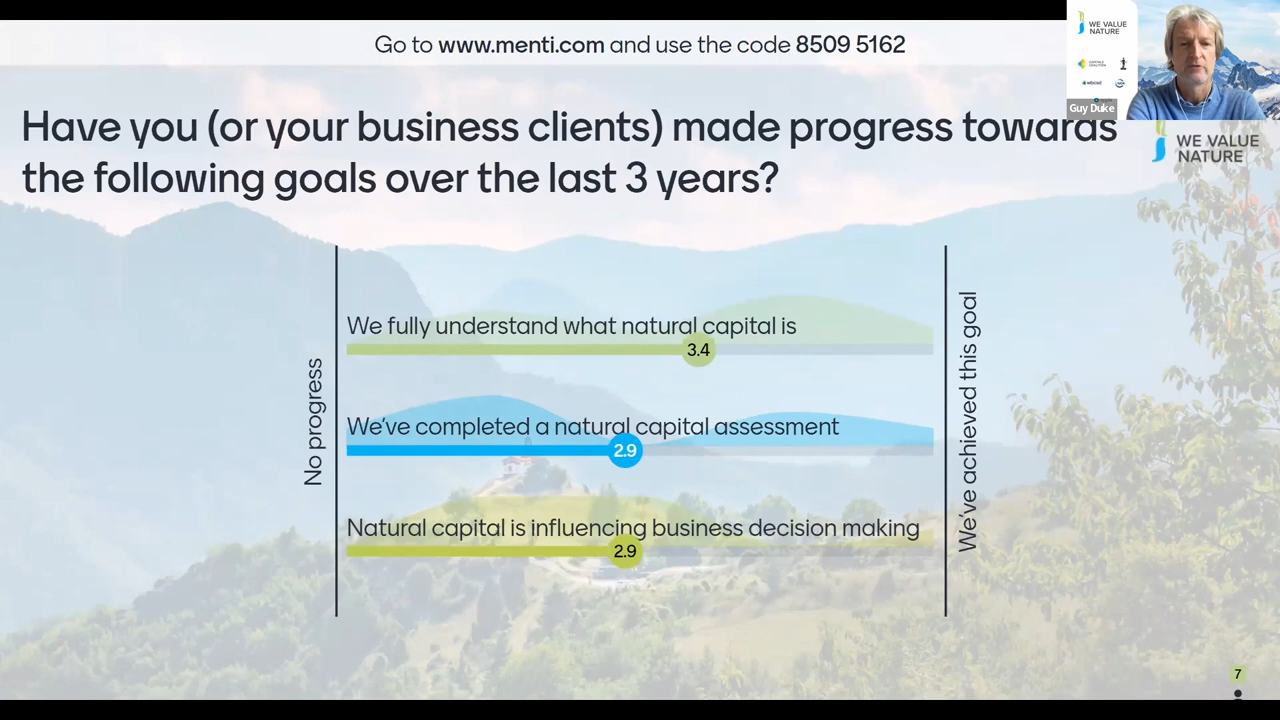 Go to www.menti.com and use the code 8509 5162
WE VALUE
NATURE
CAPITALS
COALITION
wbcsd
Guy Duke
Have you (or your business clients) made progress towards
the following goals over the last 3 years?
WE VALUE
NATURE
No progress
We fully understand what natural capital is
3.4
We've completed a natural capital assessment
2.9
Natural capital is influencing business decision making
2.9
We've achieved this goal
7